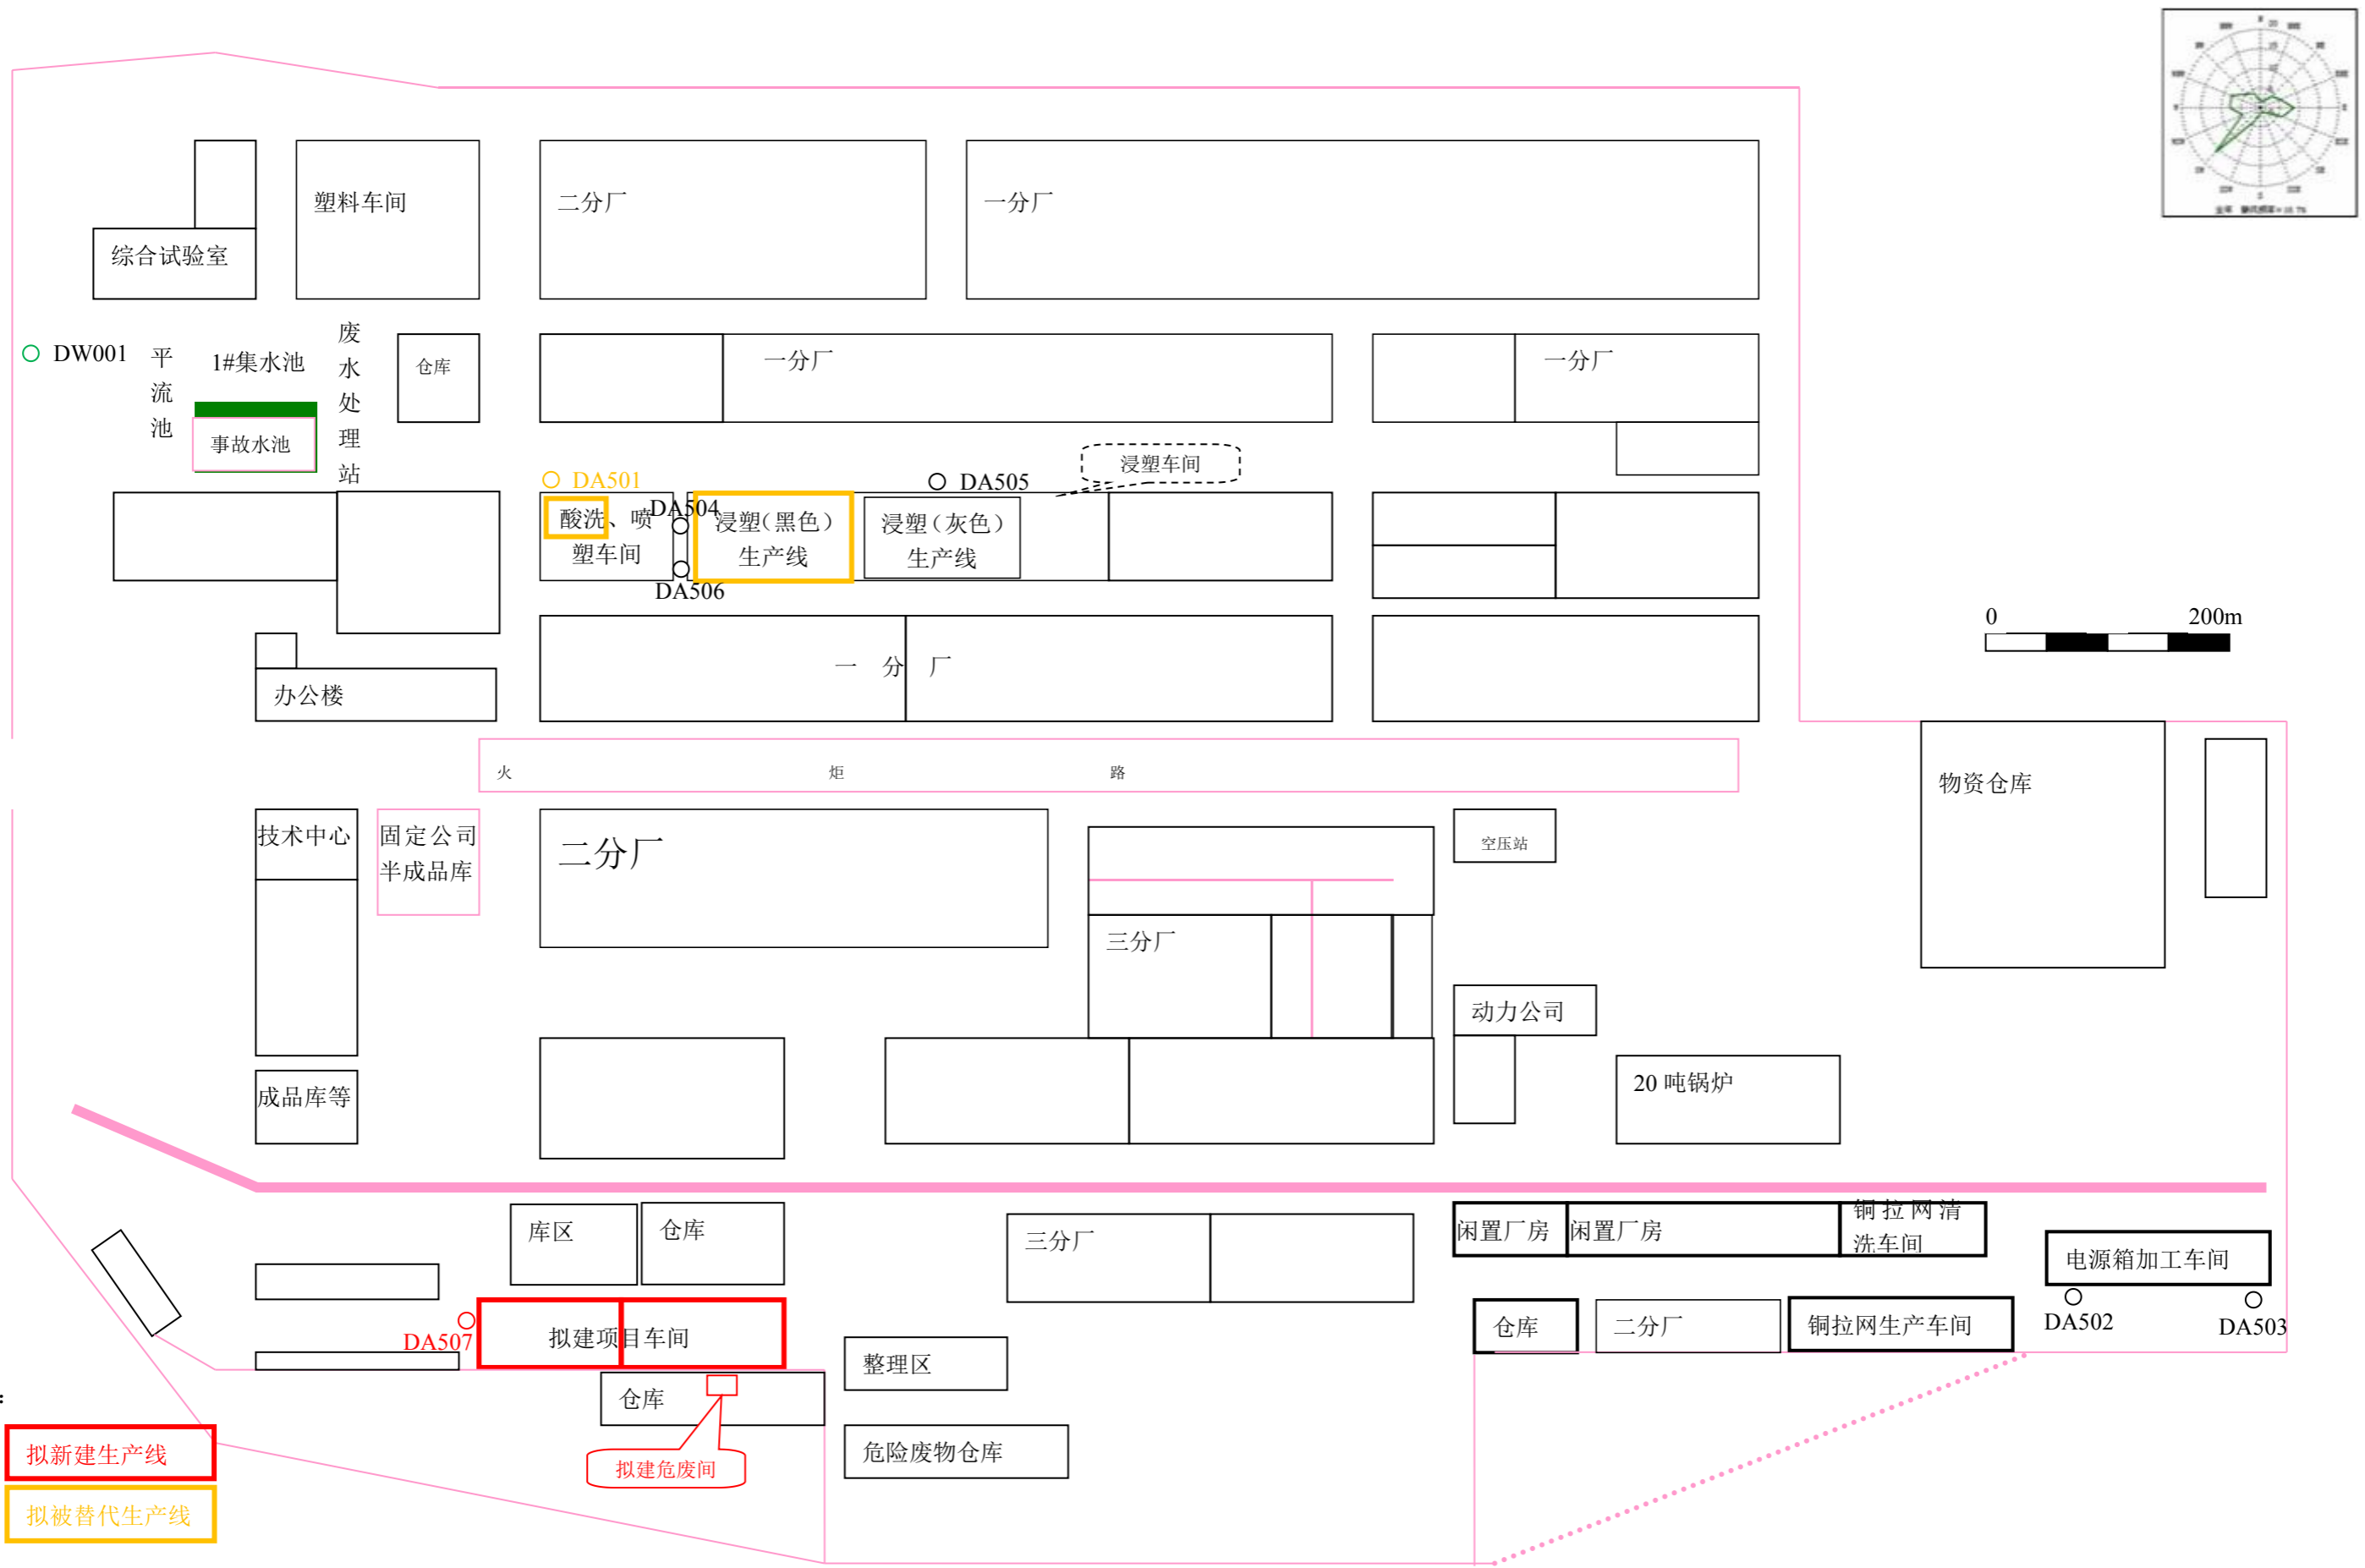 N
20
15
10
E
S
塑料车间
二分厂
一分厂
综合试验室
DW001
平流池
1#集水池
废水处理站
仓库
一分厂
一分厂
事故水池
浸塑车间
DA501
DA505
酸洗、喷
塑车间
DA504
浸塑（黑色）
生产线
浸塑（灰色）
生产线
DA506
0
200m
一 分 厂
办公楼
火 炬 路
物资仓库
技术中心
固定公司
半成品库
二分厂
空压站
三分厂
动力公司
20 吨锅炉
成品库等
库区
仓库
三分厂
闲置厂房
闲置厂房
铜拉网清
洗车间
电源箱加工车间
DA502
DA503
DA507
拟建项目车间
仓库
二分厂
铜拉网生产车间
整理区
仓库
危险废物仓库
拟建危废间
拟新建生产线
拟被替代生产线